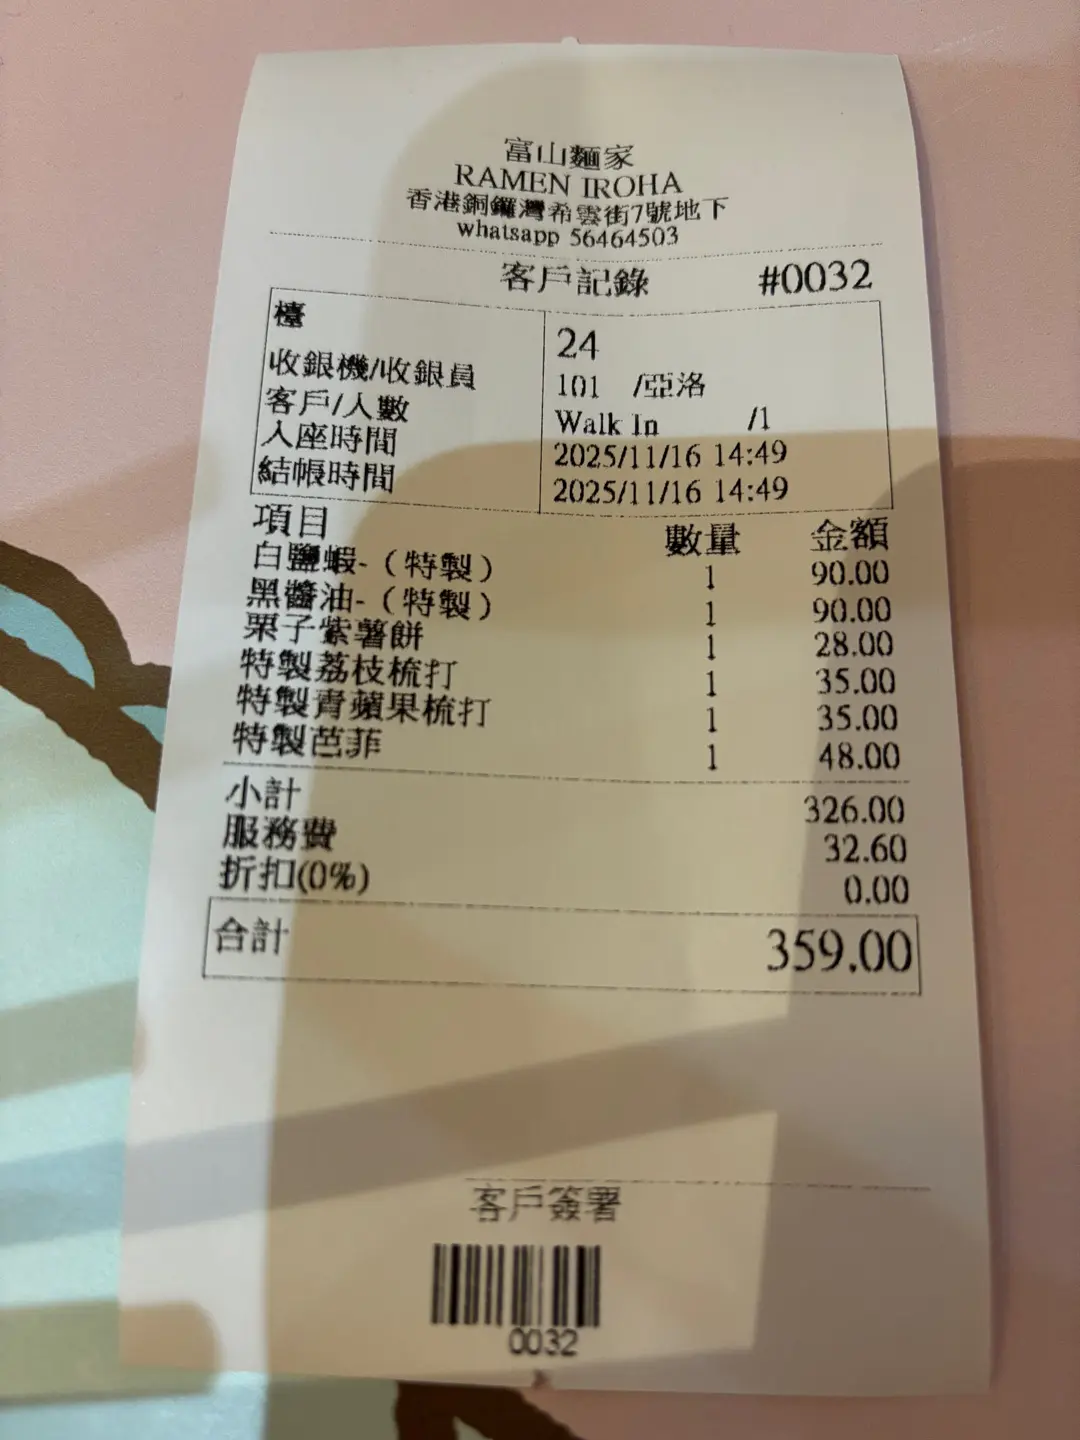 富山麵家
RAMEN IROHA
香港銅鑼灣希雲街7號地下
whatsapp 56464503
客戶記錄 #0032
檯 24
收銀機/收銀員 101 /亞洛
客戶/人數 Walk In /1
入座時間 2025/11/16 14:49
結帳時間 2025/11/16 14:49
項目 數量 金額
白鹽蝦-（特製） 1 90.00
黑醬油-（特製） 1 90.00
栗子紫薯餅 1 28.00
特製荔枝梳打 1 35.00
特製青蘋果梳打 1 35.00
特製芭菲 1 48.00
小計 326.00
服務費 32.60
折扣(0%) 0.00
合計 359.00
客戶簽署
0032